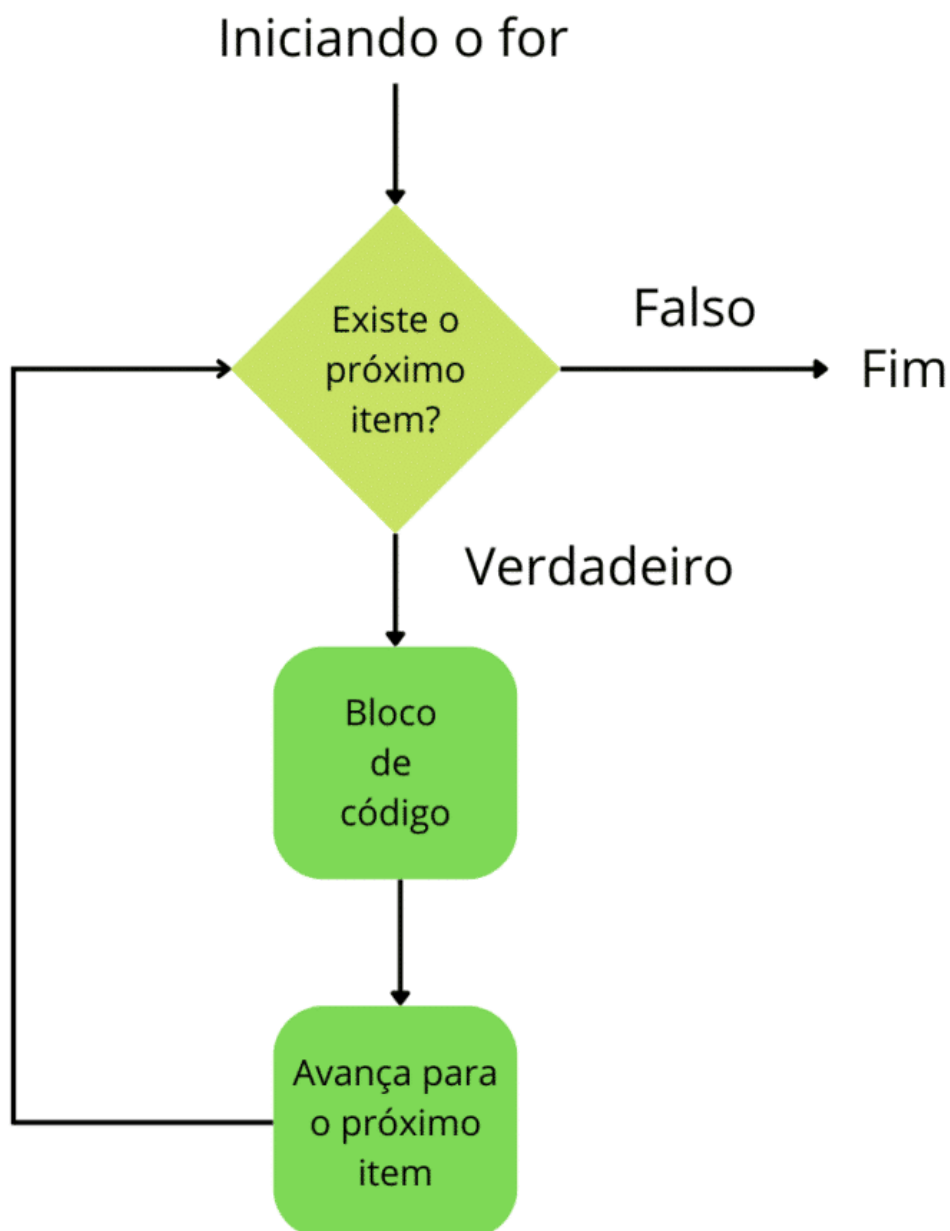 Iniciando o for
Existe o
próximo
item?
Falso
Fim
Verdadeiro
Bloco
de
código
Avança para
o próximo
item